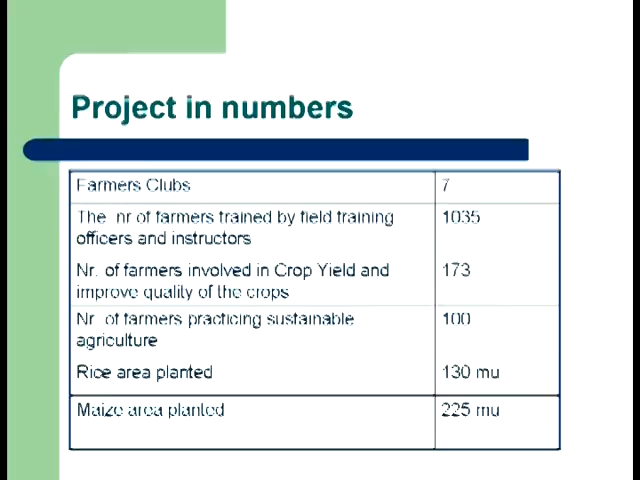 Project in numbers
Farmers Clubs 7
The nr of farmers trained by field training 1035
officers and instructors
Nr. of farmers involved in Crop Yield and 173
improve quality of the crops
Nr of farmers practicing sustainable 100
agriculture
Rice area planted 130 mu
Maize area planted 225 mu